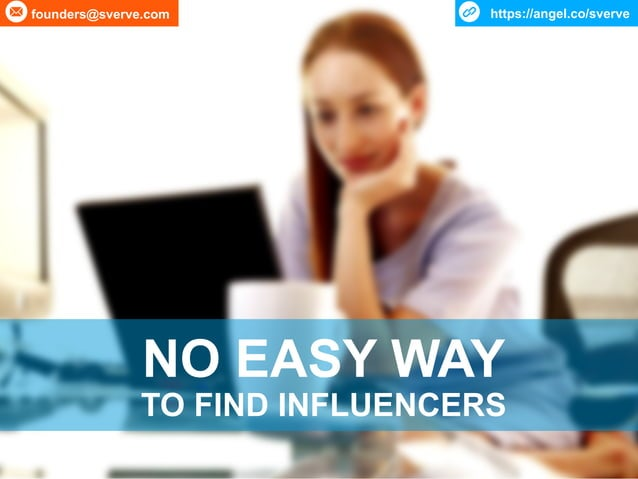 founders@sverve.com
https://angel.co/sverve
NO EASY WAY
TO FIND INFLUENCERS